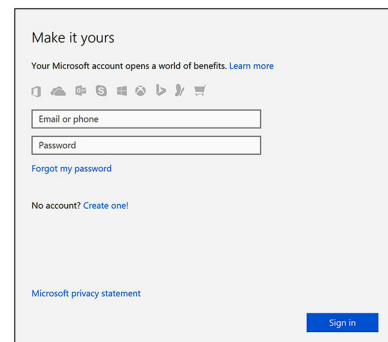 Make it yours
Your Microsoft account opens a world of benefits. Learn more
Email or phone
Password
Forgot my password
No account? Create one!
Microsoft privacy statement
Sign in